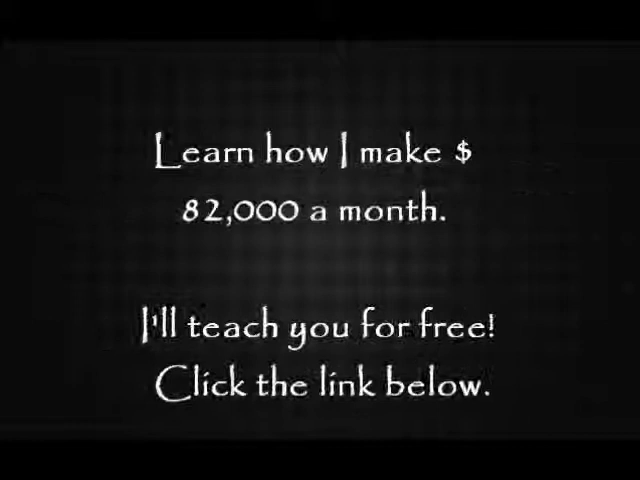 Learn how I make $
82,000 a month.
I'll teach you for free!
Click the link below.